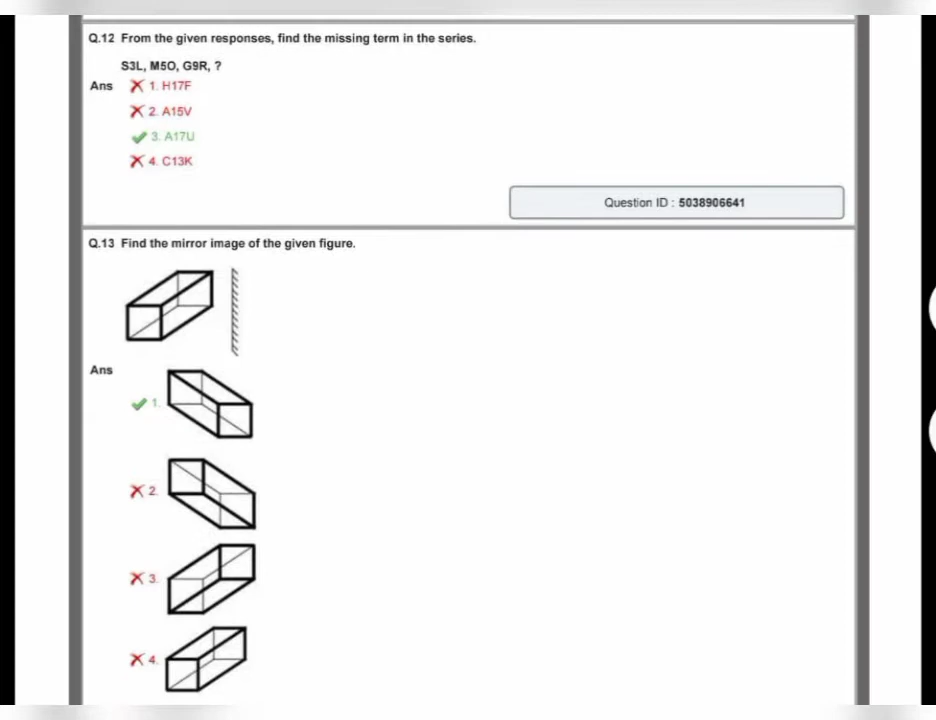 Q.12 From the given responses, find the missing term in the series.
S3L, M5O, G9R, ?
Ans 1. H17F
2. A15V
3. A17U
4. C13K
Question ID : 5038906641
Q.13 Find the mirror image of the given figure.
Ans
1.
2.
3.
4.